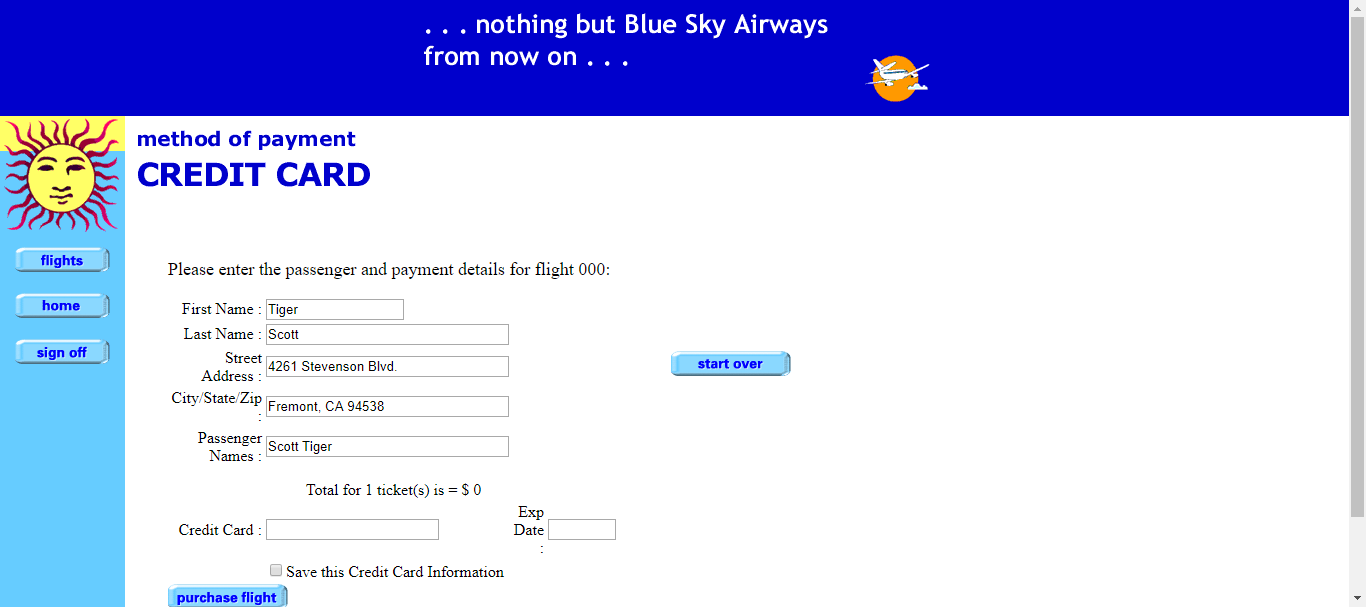 . . . nothing but Blue Sky Airways
from now on . . .
method of payment
CREDIT CARD
flights
home
sign off
Please enter the passenger and payment details for flight 000:
First Name : Tiger
Last Name : Scott
Street
Address : 4261 Stevenson Blvd.
start over
City/State/Zip
: Fremont, CA 94538
Passenger
Names : Scott Tiger
Total for 1 ticket(s) is = $ 0
Credit Card :
Exp
Date
:
Save this Credit Card Information
purchase flight